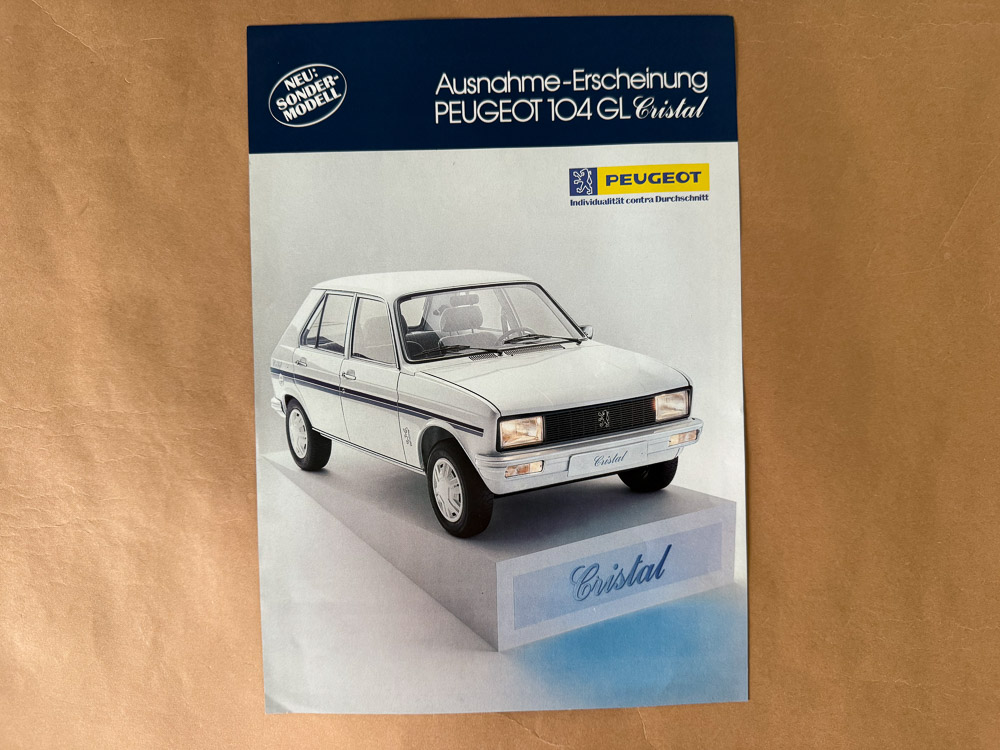 NEU:
SONDER-
MODELL
Ausnahme-Erscheinung
PEUGEOT 104 GL Cristal
PEUGEOT
Individualität contra Durchschnitt
Cristal
Cristal